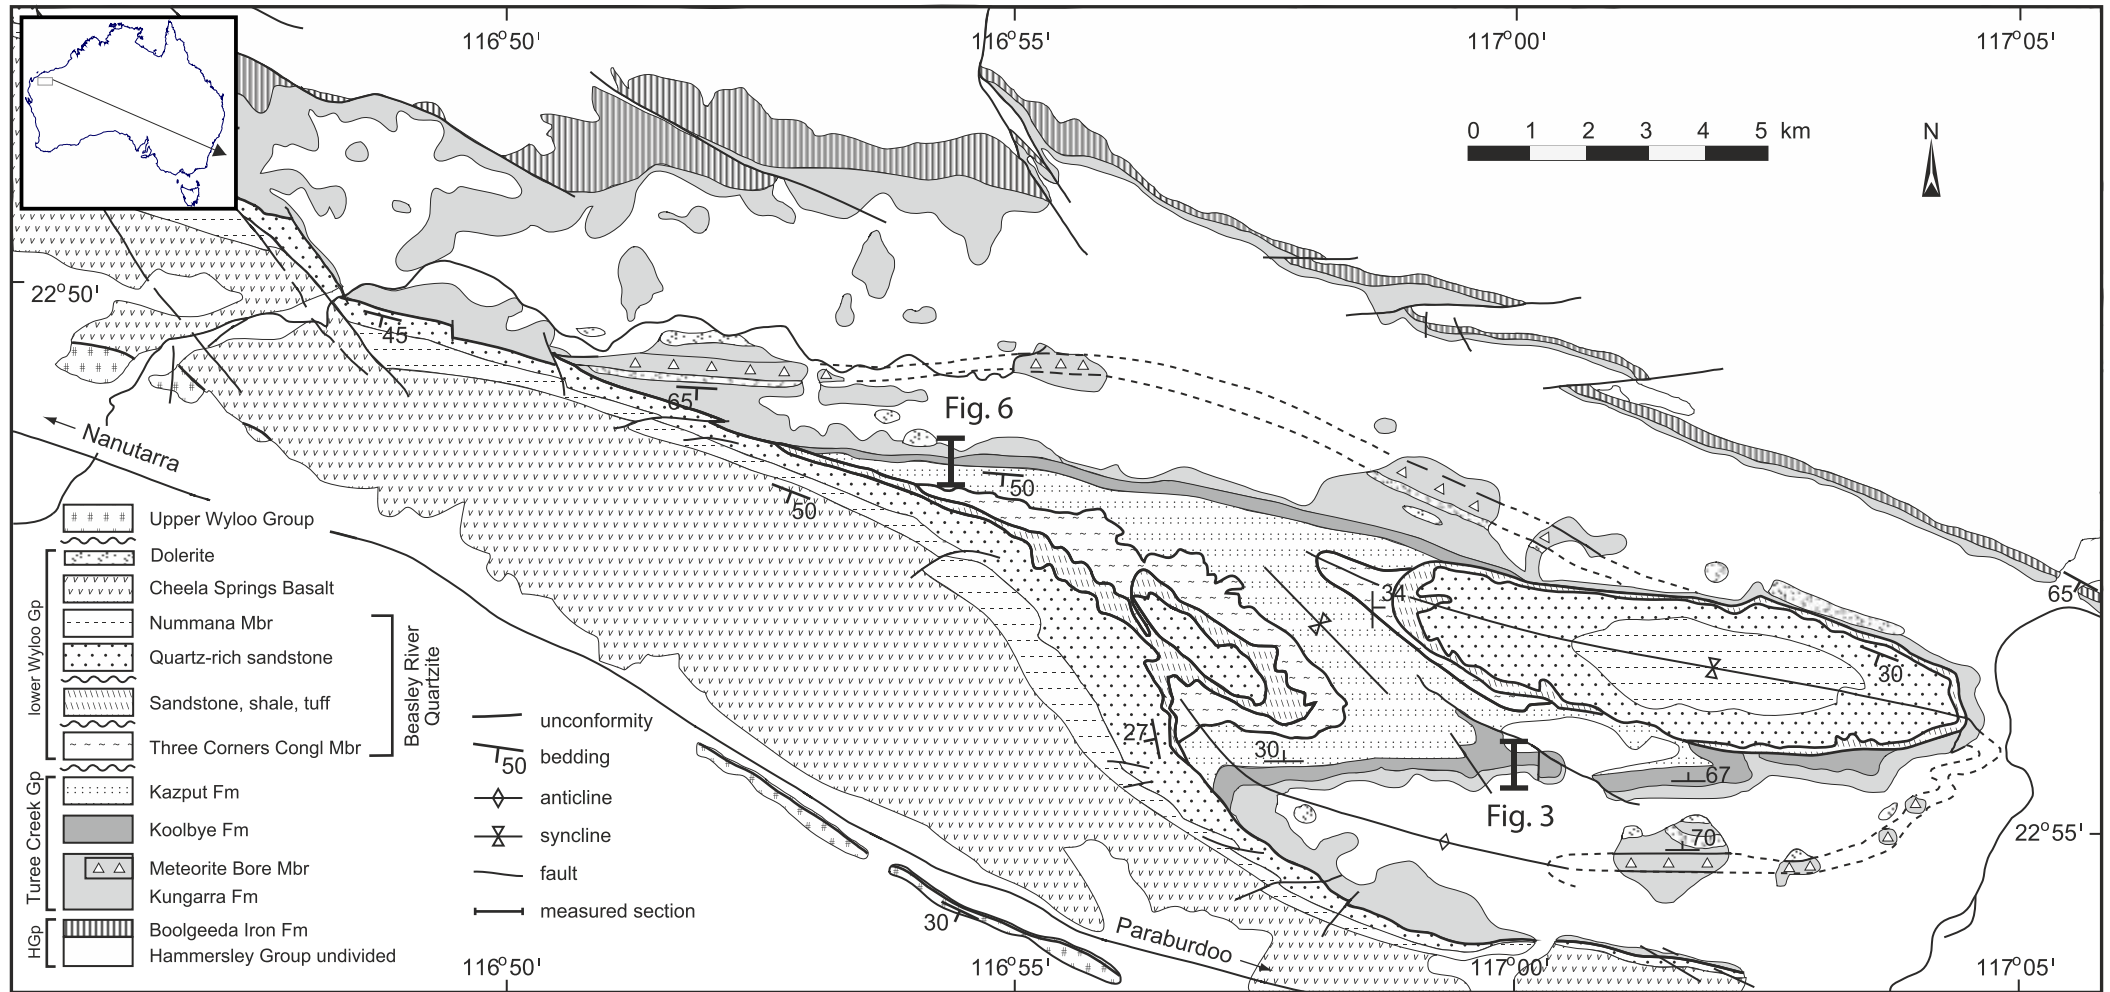 116°50'
116°55'
117°00'
117°05'
0 1 2 3 4 5 km
N
22°50'
45
65
Fig. 6
50
50
Nanutarra
34
65
30
27
30
67
Fig. 3
70
22°55'
30
Paraburdoo
Upper Wyloo Group
Dolerite
Cheela Springs Basalt
Nummana Mbr
Quartz-rich sandstone
Sandstone, shale, tuff
Three Corners Congl Mbr
Kazput Fm
Koolbye Fm
Meteorite Bore Mbr
Kungarra Fm
Boolgeeda Iron Fm
Hammersley Group undivided
lower Wyloo Gp
Turee Creek Gp
HGp
Beasley River
Quartzite
unconformity
50
bedding
anticline
syncline
fault
measured section
116°50'
116°55'
117°00'
117°05'